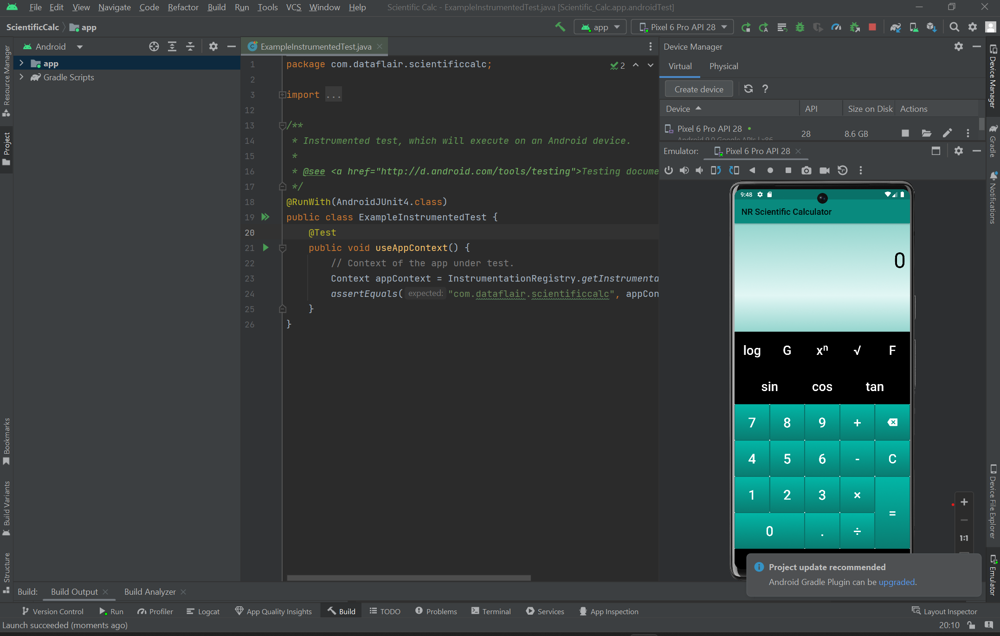 File Edit View Navigate Code Refactor Build Run Tools VCS Window Help Scientific Calc - ExampleInstrumentedTest.java [Scientific_Calc.app.androidTest]
ScientificCalc app
app Pixel 6 Pro API 28
Android
ExampleInstrumentedTest.java
Device Manager
app
Gradle Scripts
Resource Manager
Project
Bookmarks
Build Variants
Structure
1 package com.dataflair.scientificcalc;
2
3 import ...
12
13 /**
14 * Instrumented test, which will execute on an Android device.
15 *
16 * @see <a href="http://d.android.com/tools/testing">Testing docume
17 */
18 @RunWith(AndroidJUnit4.class)
19 public class ExampleInstrumentedTest {
20 @Test
21 public void useAppContext() {
22 // Context of the app under test.
23 Context appContext = InstrumentationRegistry.getInstrumenta
24 assertEquals( expected: "com.dataflair.scientificcalc", appCon
25 }
26 }
2
Virtual Physical
Create device ?
Device API Size on Disk Actions
Pixel 6 Pro API 28 28 8.6 GB
Android 9.0 Google APIs | x86
Emulator: Pixel 6 Pro API 28
9:48
NR Scientific Calculator
0
log G xⁿ √ F
sin cos tan
7 8 9 +
4 5 6 - C
1 2 3 × =
0 . ÷
+
−
1:1
Project update recommended
Android Gradle Plugin can be upgraded.
Device Manager
Gradle
Notifications
Device File Explorer
Emulator
Build: Build Output Build Analyzer
Version Control Run Profiler Logcat App Quality Insights Build TODO Problems Terminal Services App Inspection Layout Inspector
Launch succeeded (moments ago) 20:10